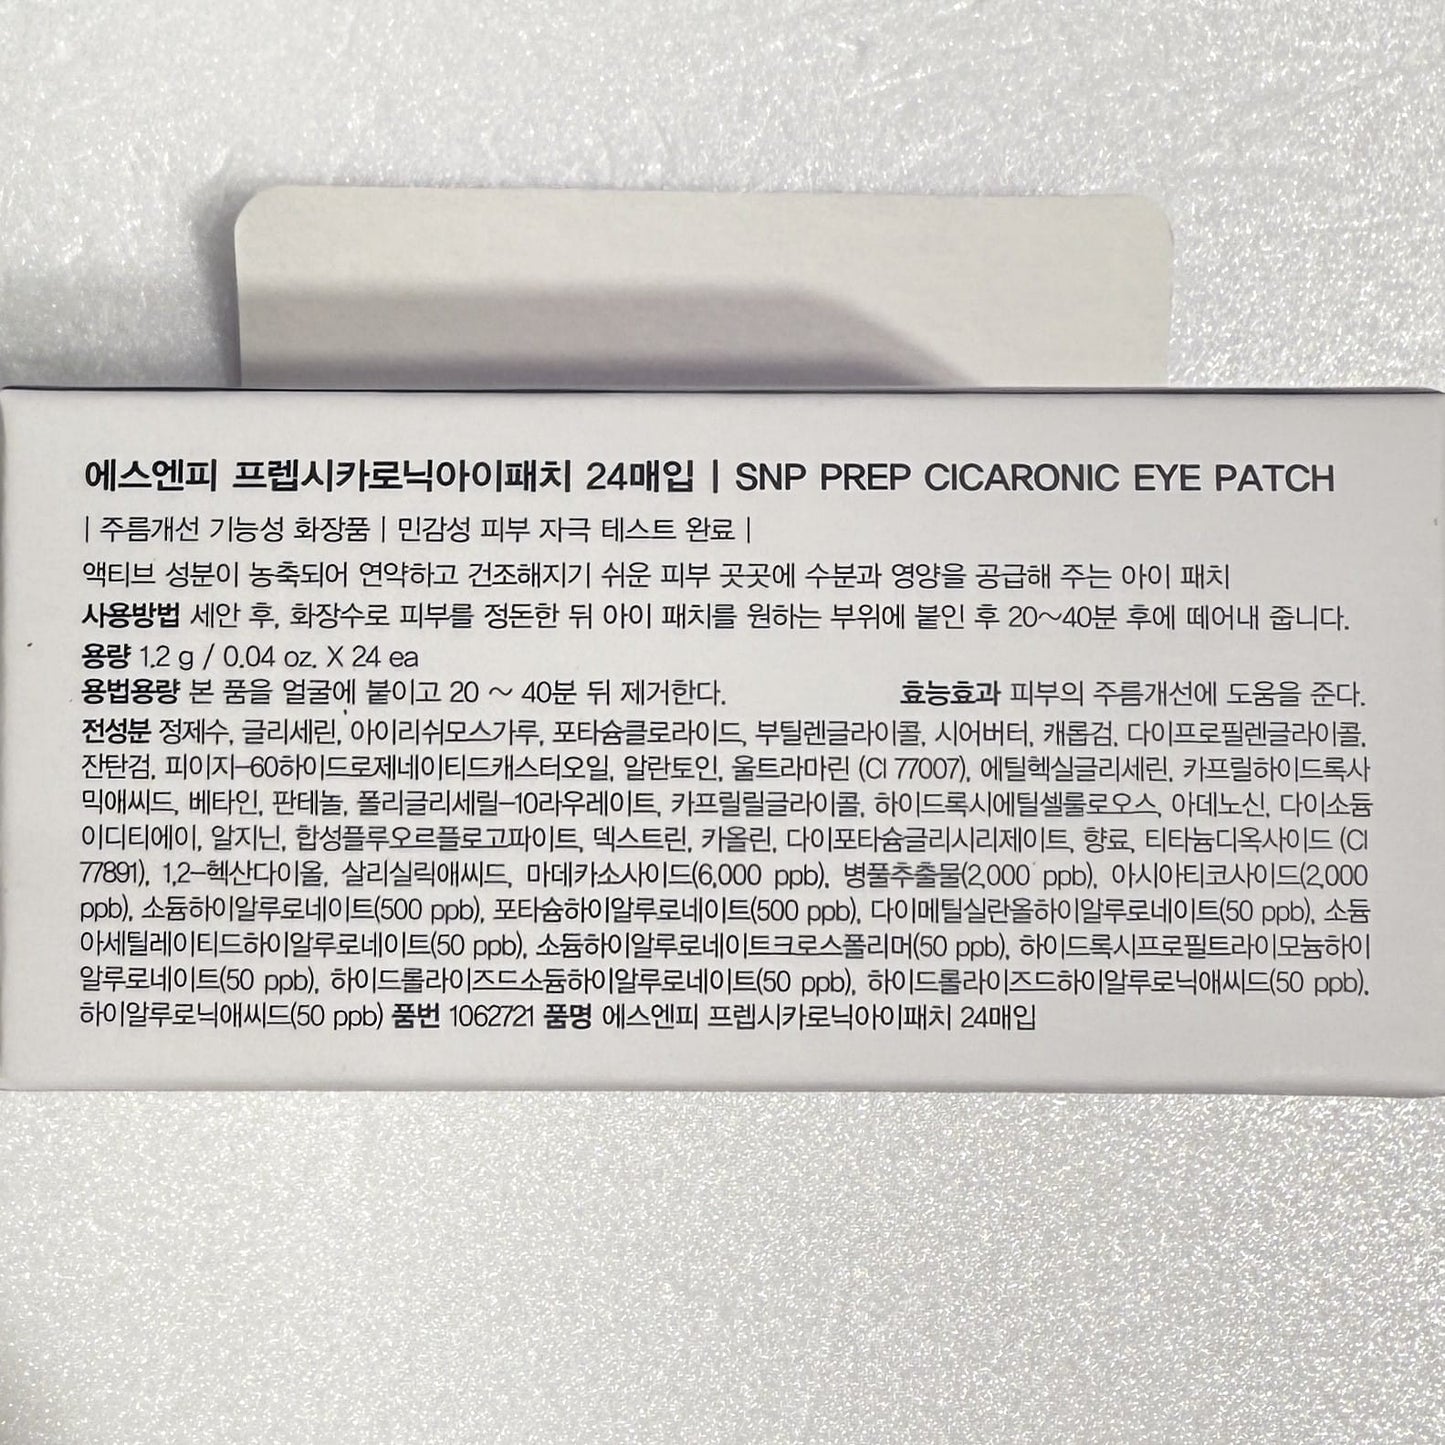 에스엔피 프렙시카로닉아이패치 24매입 | SNP PREP CICARONIC EYE PATCH
| 주름개선 기능성 화장품 | 민감성 피부 자극 테스트 완료 |
액티브 성분이 농축되어 연약하고 건조해지기 쉬운 피부 곳곳에 수분과 영양을 공급해 주는 아이 패치
사용방법 세안 후, 화장수로 피부를 정돈한 뒤 아이 패치를 원하는 부위에 붙인 후 20~40분 후에 떼어내 줍니다.
용량 1.2 g / 0.04 oz. X 24 ea
용법용량 본 품을 얼굴에 붙이고 20 ~ 40분 뒤 제거한다. 효능효과 피부의 주름개선에 도움을 준다.
전성분 정제수, 글리세린, 아이리쉬모스가루, 포타슘클로라이드, 부틸렌글라이콜, 시어버터, 캐롭검, 다이프로필렌글라이콜,
잔탄검, 피이지-60하이드로제네이티드캐스터오일, 알란토인, 울트라마린 (CI 77007), 에틸헥실글리세린, 카프릴하이드록사
믹애씨드, 베타인, 판테놀, 폴리글리세릴-10라우레이트, 카프릴릴글라이콜, 하이드록시에틸셀룰로오스, 아데노신, 다이소듐
이디티에이, 알지닌, 합성플루오르플로고파이트, 덱스트린, 카올린, 다이포타슘글리시리제이트, 향료, 티타늄디옥사이드 (CI
77891), 1,2-헥산다이올, 살리실릭애씨드, 마데카소사이드(6,000 ppb), 병풀추출물(2,000 ppb), 아시아티코사이드(2,000
ppb), 소듐하이알루로네이트(500 ppb), 포타슘하이알루로네이트(500 ppb), 다이메틸실란올하이알루로네이트(50 ppb), 소듐
아세틸레이티드하이알루로네이트(50 ppb), 소듐하이알루로네이트크로스폴리머(50 ppb), 하이드록시프로필트라이모늄하이
알루로네이트(50 ppb), 하이드롤라이즈드소듐하이알루로네이트(50 ppb), 하이드롤라이즈드하이알루로닉애씨드(50 ppb),
하이알루로닉애씨드(50 ppb) 품번 1062721 품명 에스엔피 프렙시카로닉아이패치 24매입